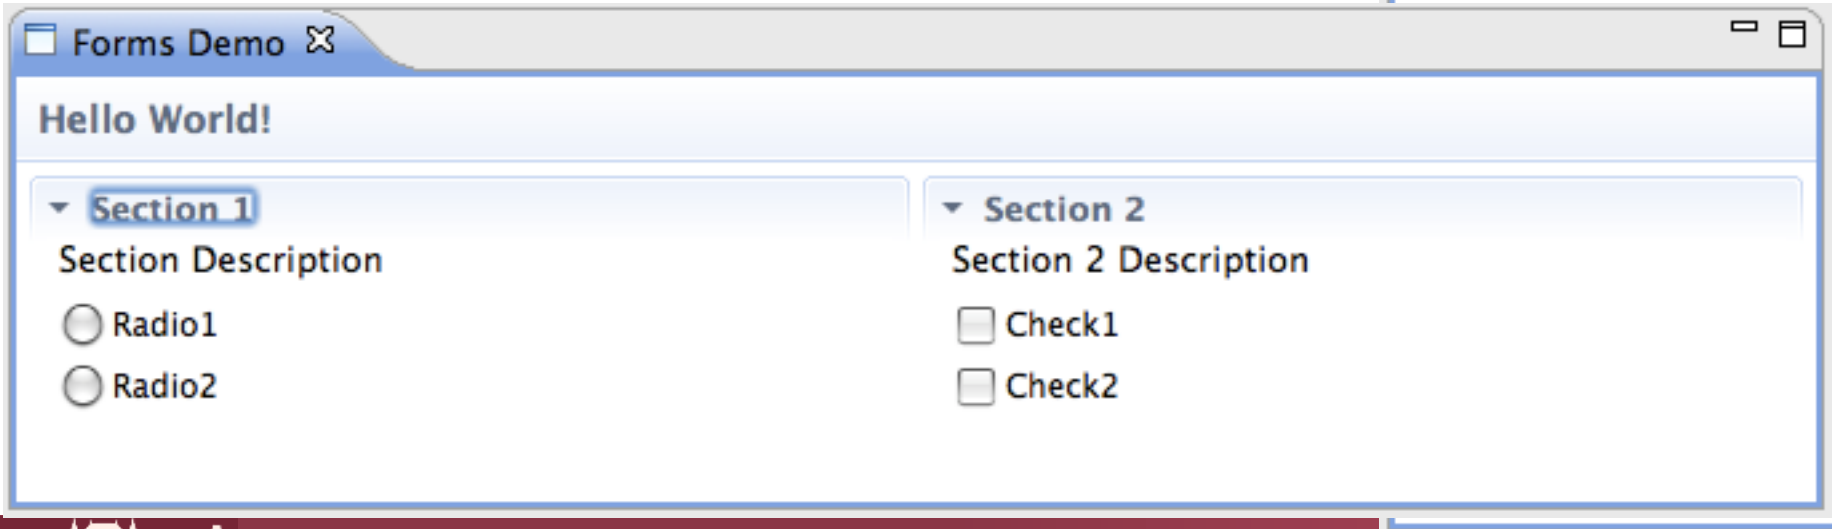 Forms Demo
Hello World!
Section 1
Section Description
Radio1
Radio2
Section 2
Section 2 Description
Check1
Check2